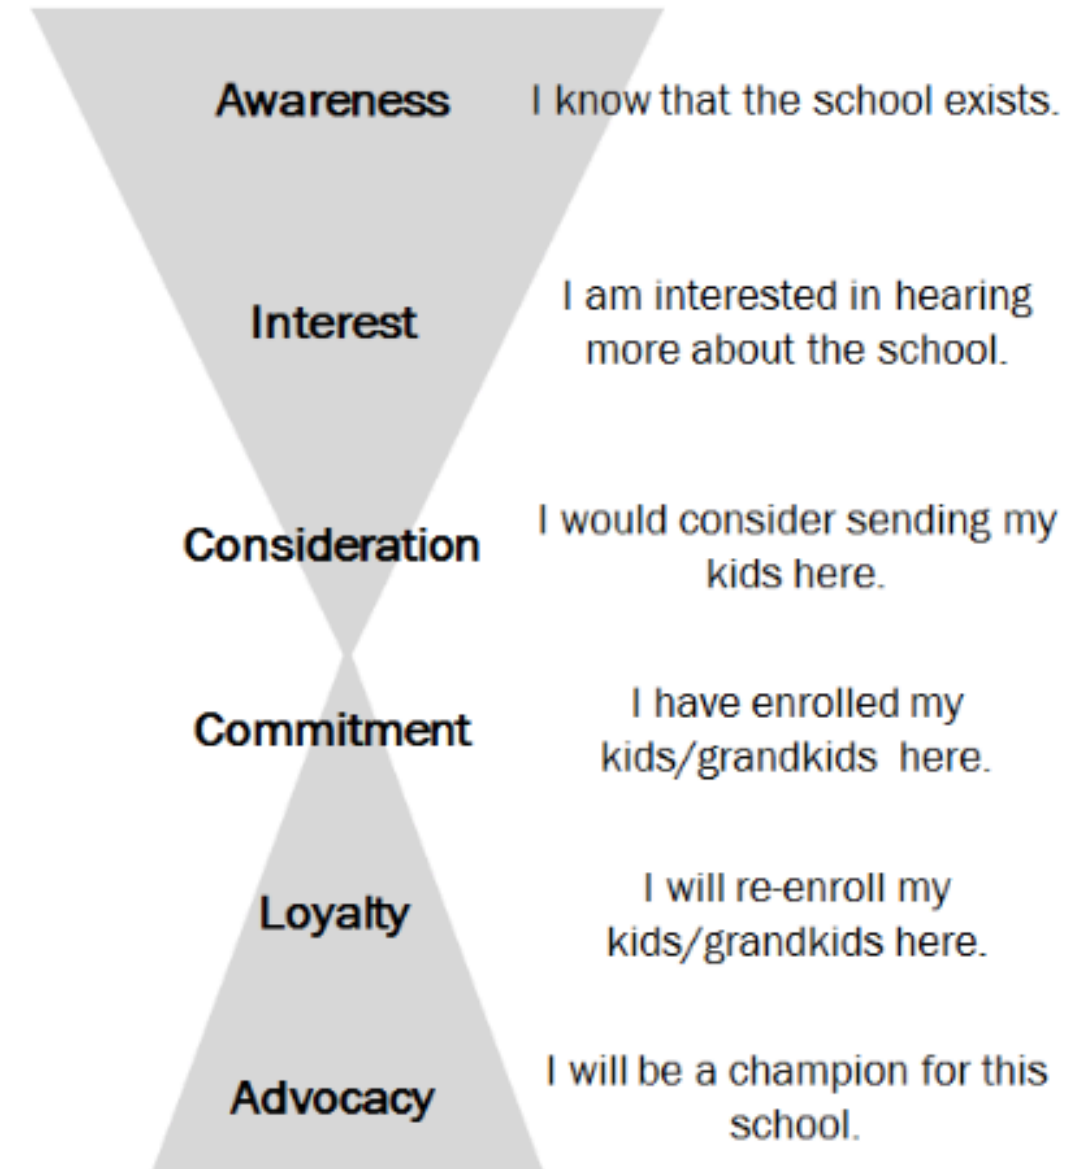 Awareness
I know that the school exists.
Interest
I am interested in hearing
more about the school.
Consideration
I would consider sending my
kids here.
Commitment
I have enrolled my
kids/grandkids  here.
Loyalty
I will re-enroll my
kids/grandkids here.
Advocacy
I will be a champion for this
school.